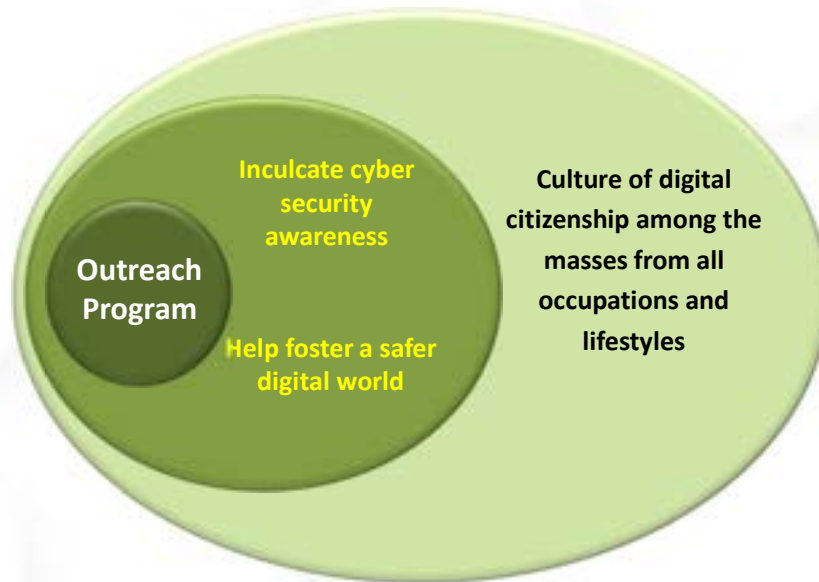 Outreach
Program
Inculcate cyber
security
awareness
Help foster a safer
digital world
Culture of digital
citizenship among the
masses from all
occupations and
lifestyles